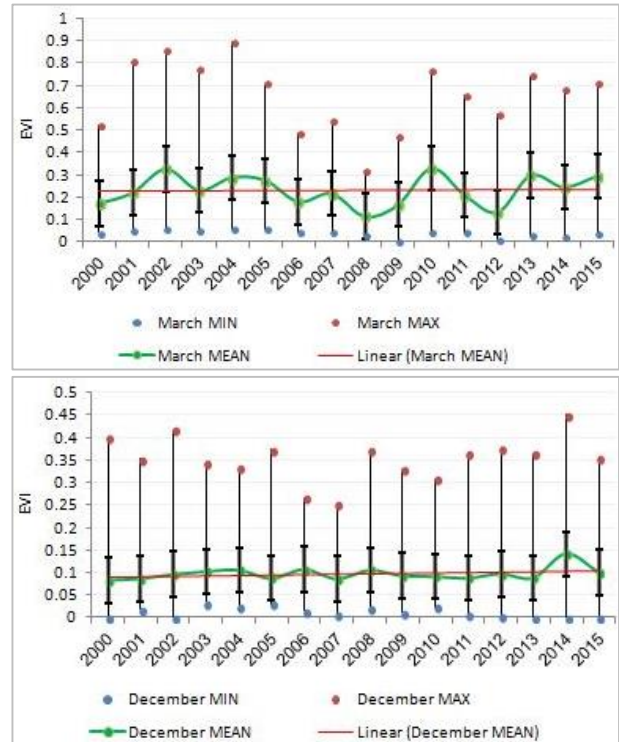 1
0.9
0.8
0.7
0.6
0.5
0.4
0.3
0.2
0.1
0
EVI
2000 2001 2002 2003 2004 2005 2006 2007 2008 2009 2010 2011 2012 2013 2014 2015
March MIN March MAX
March MEAN Linear (March MEAN)
0.5
0.45
0.4
0.35
0.3
0.25
0.2
0.15
0.1
0.05
0
EVI
2000 2001 2002 2003 2004 2005 2006 2007 2008 2009 2010 2011 2012 2013 2014 2015
December MIN December MAX
December MEAN Linear (December MEAN)